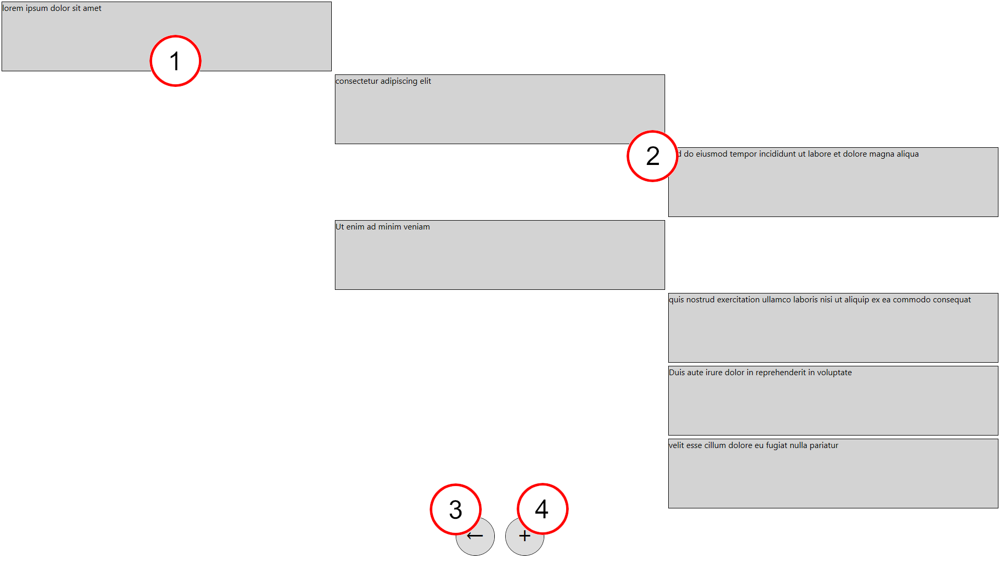 lorem ipsum dolor sit amet
1
consectetur adipiscing elit
2
do eiusmod tempor incididunt ut labore et dolore magna aliqua
Ut enim ad minim veniam
quis nostrud exercitation ullamco laboris nisi ut aliquip ex ea commodo consequat
Duis aute irure dolor in reprehenderit in voluptate
velit esse cillum dolore eu fugiat nulla pariatur
3
4
← +